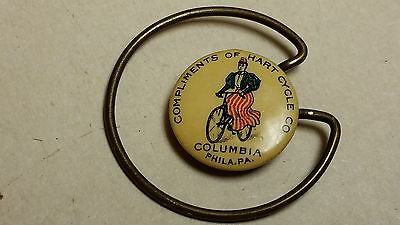 COMPLIMENTS OF HART CYCLE CO
COLUMBIA
PHILA. PA.